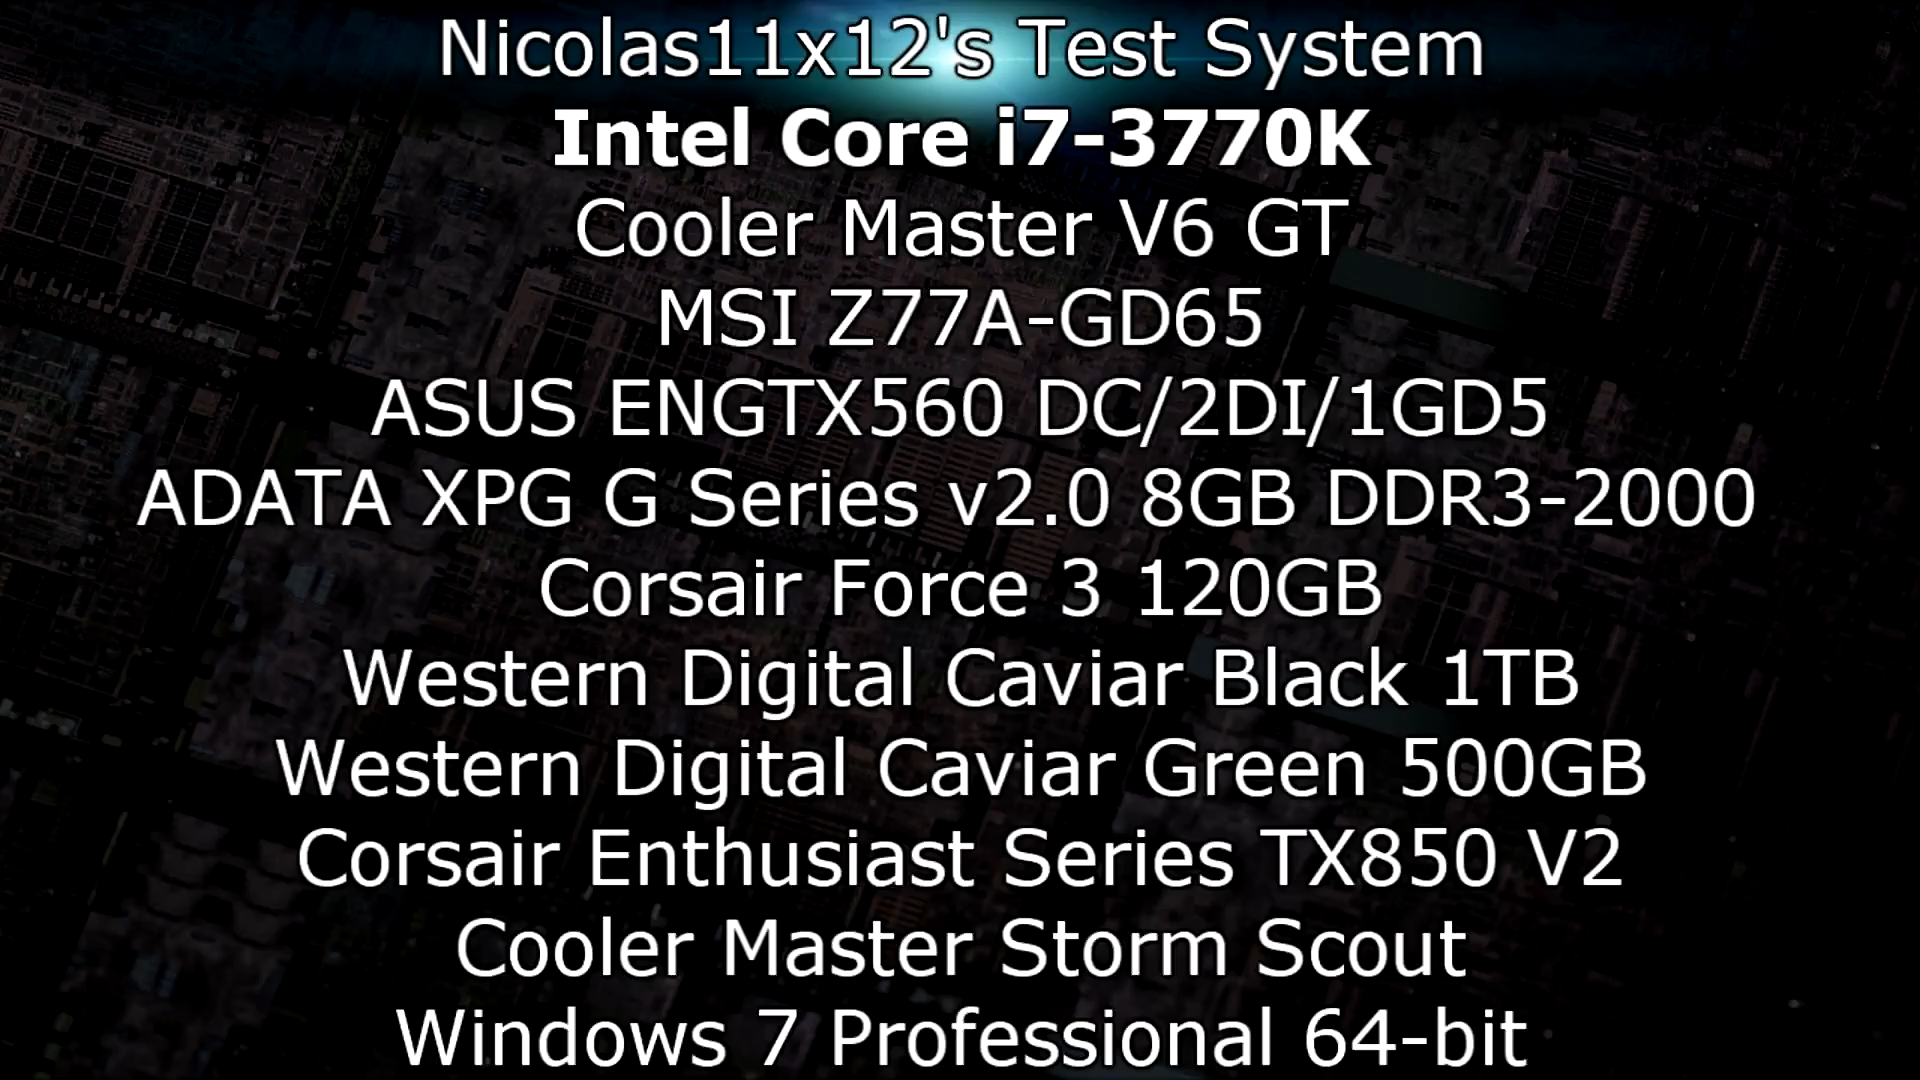 Nicolas11x12's Test System
Intel Core i7-3770K
Cooler Master V6 GT
MSI Z77A-GD65
ASUS ENGTX560 DC/2DI/1GD5
ADATA XPG G Series v2.0 8GB DDR3-2000
Corsair Force 3 120GB
Western Digital Caviar Black 1TB
Western Digital Caviar Green 500GB
Corsair Enthusiast Series TX850 V2
Cooler Master Storm Scout
Windows 7 Professional 64-bit